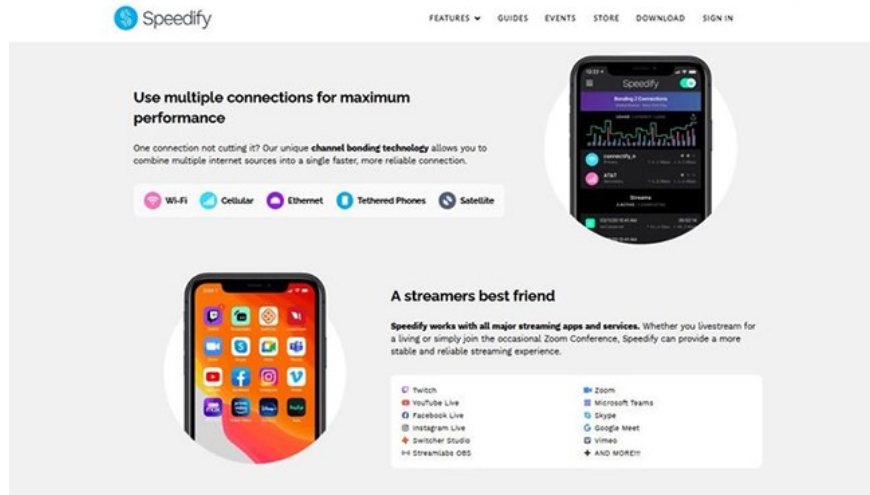 Speedify
FEATURES GUIDES EVENTS STORE DOWNLOAD SIGN IN
Use multiple connections for maximum
performance
One connection not cutting it? Our unique channel bonding technology allows you to
combine multiple internet sources into a single faster, more reliable connection.
Wi-Fi Cellular Ethernet Tethered Phones Satellite
Speedify
Bonding 2 Connections
connectify_n
AT&T
Streams
A streamers best friend
Speedify works with all major streaming apps and services. Whether you livestream for
a living or simply join the occasional Zoom Conference, Speedify can provide a more
stable and reliable streaming experience.
Twitch
YouTube Live
Facebook Live
Instagram Live
Switcher Studio
Streamlabs OBS
Zoom
Microsoft Teams
Skype
Google Meet
Vimeo
AND MORE!!!